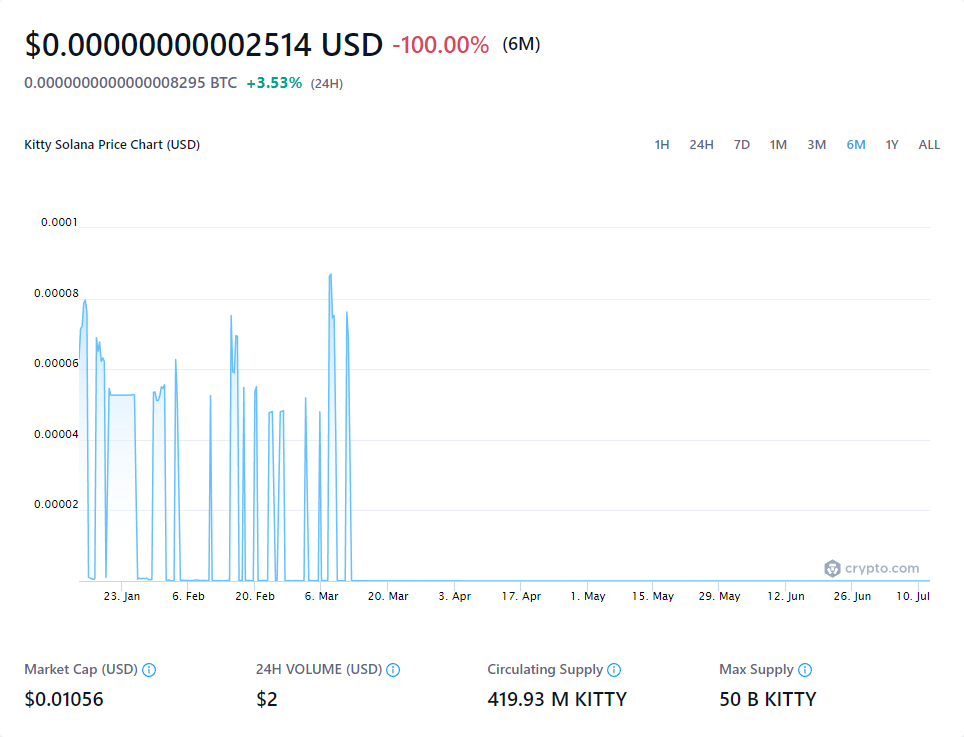 $0.00000000002514 USD -100.00% (6M)
0.0000000000000008295 BTC +3.53% (24H)
Kitty Solana Price Chart (USD) 1H 24H 7D 1M 3M 6M 1Y ALL
0.0001
0.00008
0.00006
0.00004
0.00002
crypto.com
23. Jan 6. Feb 20. Feb 6. Mar 20. Mar 3. Apr 17. Apr 1. May 15. May 29. May 12. Jun 26. Jun 10. Jul
Market Cap (USD) 24H VOLUME (USD) Circulating Supply Max Supply
$0.01056 $2 419.93 M KITTY 50 B KITTY